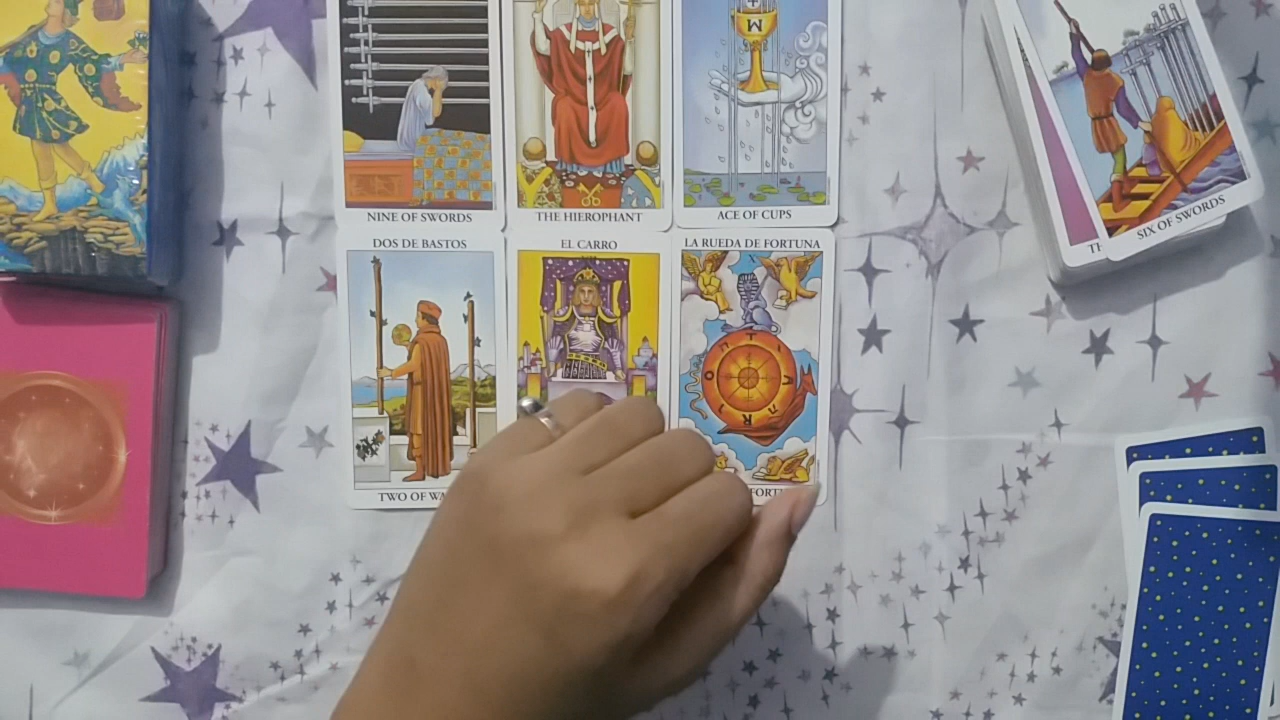 NINE OF SWORDS
THE HIEROPHANT
ACE OF CUPS
SIX OF SWORDS
DOS DE BASTOS
EL CARRO
LA RUEDA DE FORTUNA
TWO OF